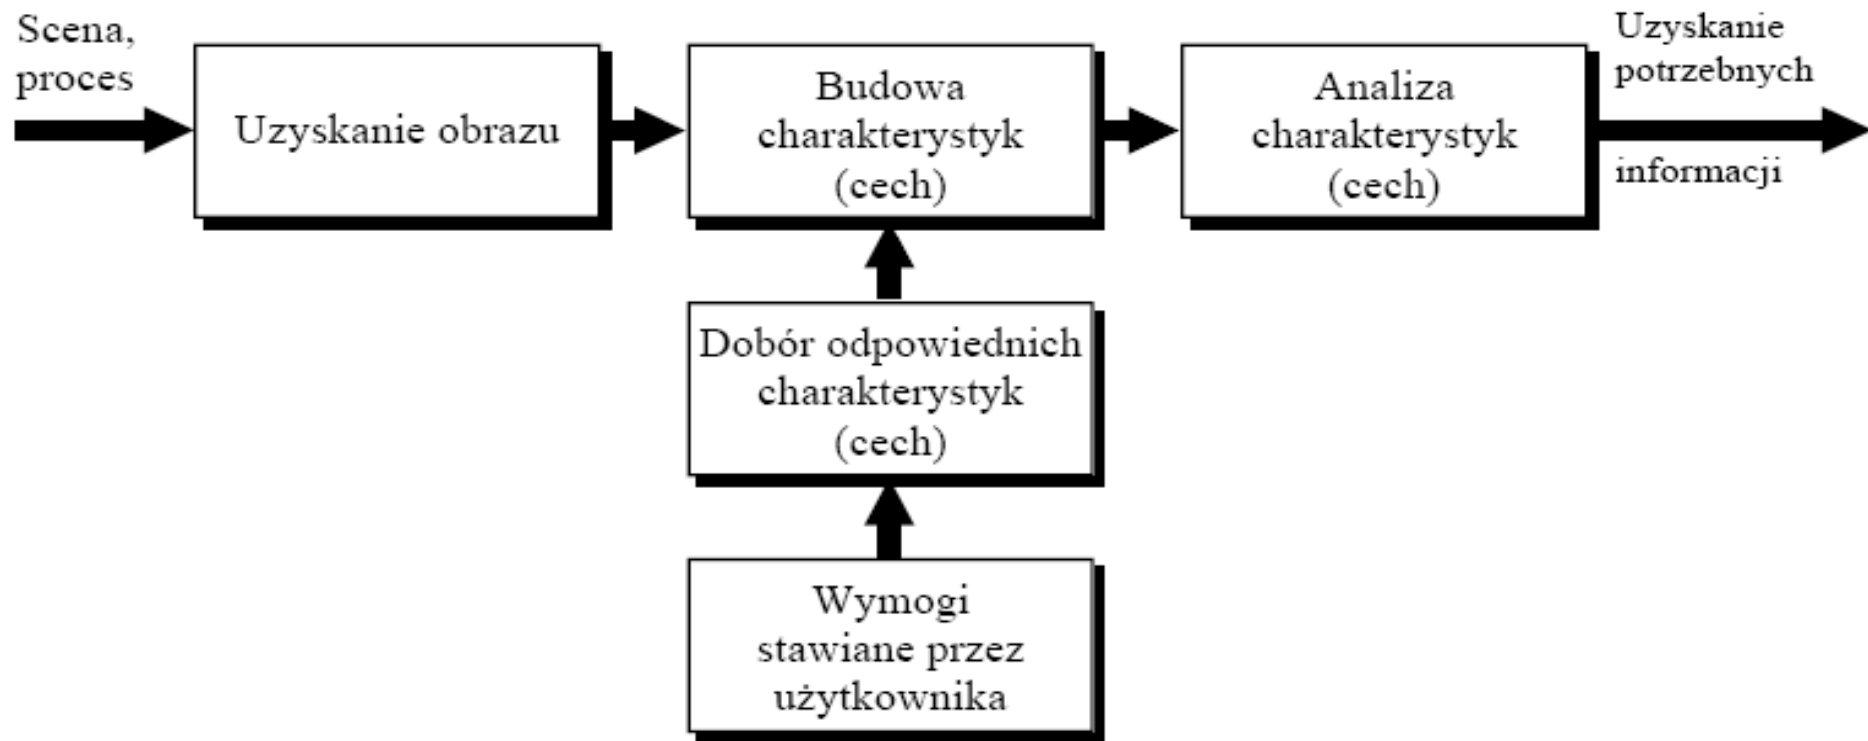 Scena,
proces
Uzyskanie obrazu
Budowa
charakterystyk
(cech)
Analiza
charakterystyk
(cech)
Uzyskanie
potrzebnych
informacji
Dobór odpowiednich
charakterystyk
(cech)
Wymogi
stawiane przez
użytkownika